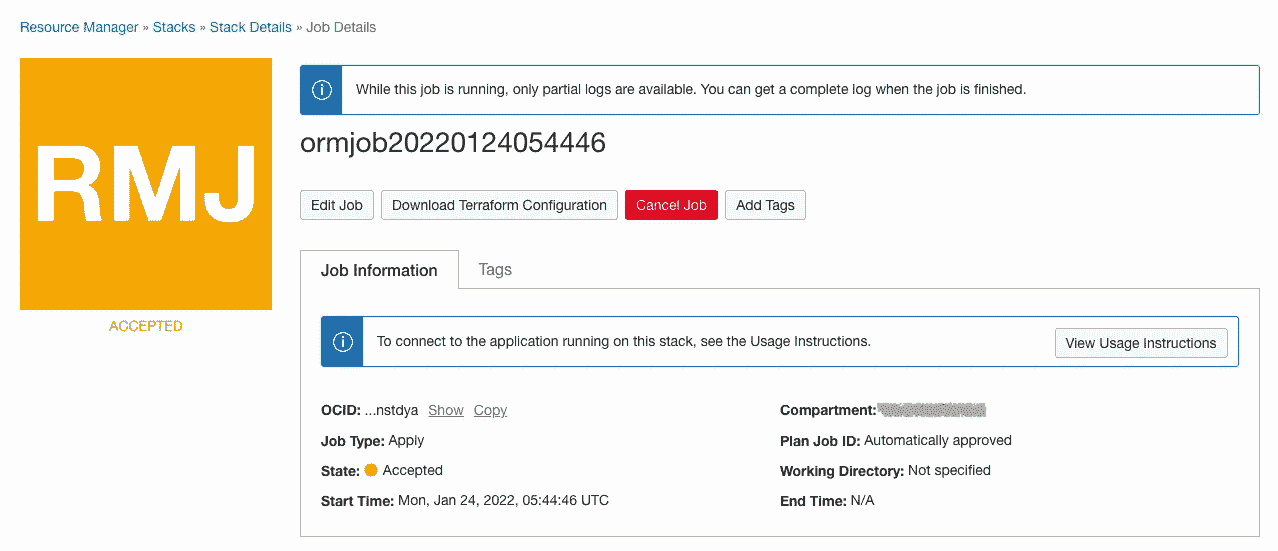 Resource Manager » Stacks » Stack Details » Job Details
RMJ
ACCEPTED
While this job is running, only partial logs are available. You can get a complete log when the job is finished.
ormjob20220124054446
Edit Job Download Terraform Configuration Cancel Job Add Tags
Job Information Tags
To connect to the application running on this stack, see the Usage Instructions. View Usage Instructions
OCID: ...nstdya Show Copy
Job Type: Apply
State: Accepted
Start Time: Mon, Jan 24, 2022, 05:44:46 UTC
Compartment:
Plan Job ID: Automatically approved
Working Directory: Not specified
End Time: N/A